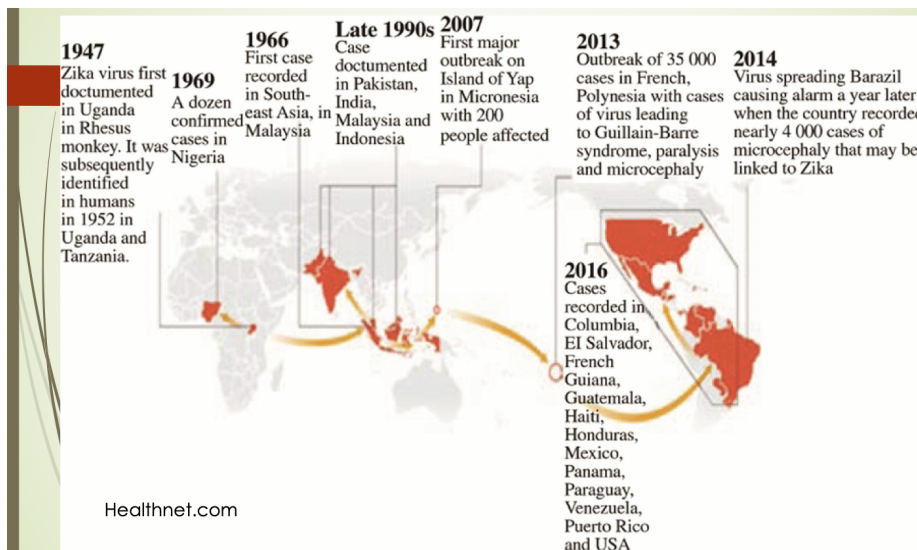 1947
Zika virus first
doctumented
in Uganda
in Rhesus
monkey. It was
subsequently
identified
in humans
in 1952 in
Uganda and
Tanzania.
1969
A dozen
confirmed
cases in
Nigeria
1966
First case
recorded
in South-
east Asia, in
Malaysia
Late 1990s
Case
doctumented
in Pakistan,
India,
Malaysia and
Indonesia
2007
First major
outbreak on
Island of Yap
in Micronesia
with 200
people affected
2013
Outbreak of 35 000
cases in French,
Polynesia with cases
of virus leading
to Guillain-Barre
syndrome, paralysis
and microcephaly
2014
Virus spreading Barazil
causing alarm a year later
when the country recorded
nearly 4 000 cases of
microcephaly that may be
linked to Zika
2016
Cases
recorded in
Columbia,
EI Salvador,
French
Guiana,
Guatemala,
Haiti,
Honduras,
Mexico,
Panama,
Paraguay,
Venezuela,
Puerto Rico
and USA
Healthnet.com